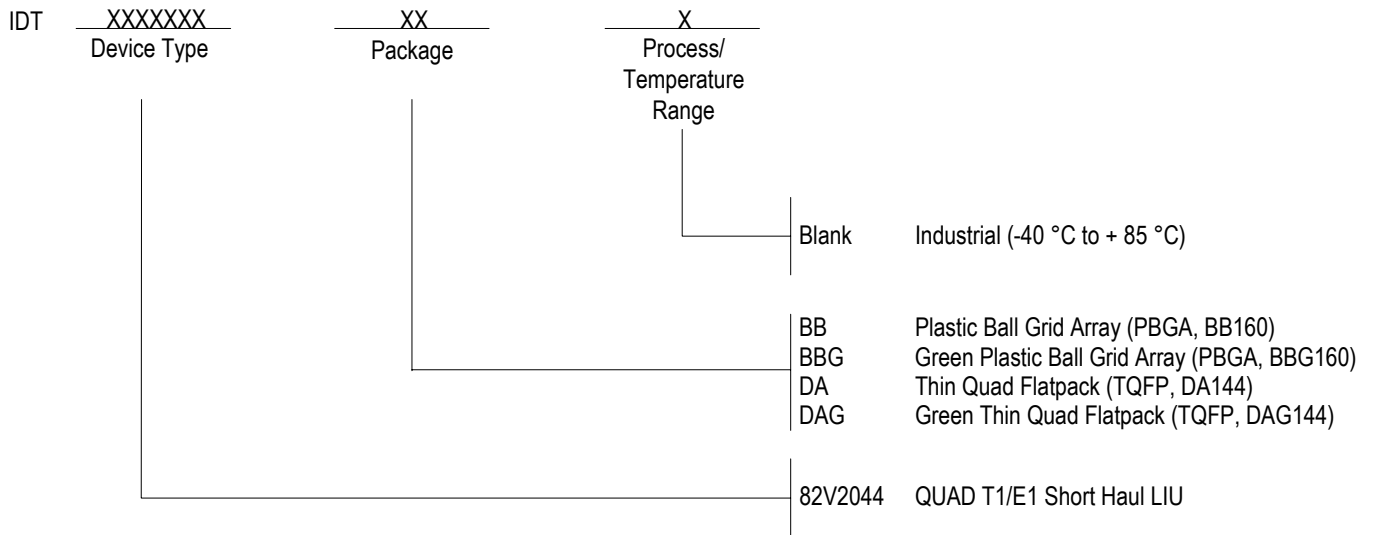 IDT XXXXXXX XX X
Device Type Package Process/
Temperature
Range
Blank Industrial (-40 °C to + 85 °C)
BB Plastic Ball Grid Array (PBGA, BB160)
BBG Green Plastic Ball Grid Array (PBGA, BBG160)
DA Thin Quad Flatpack (TQFP, DA144)
DAG Green Thin Quad Flatpack (TQFP, DAG144)
82V2044 QUAD T1/E1 Short Haul LIU